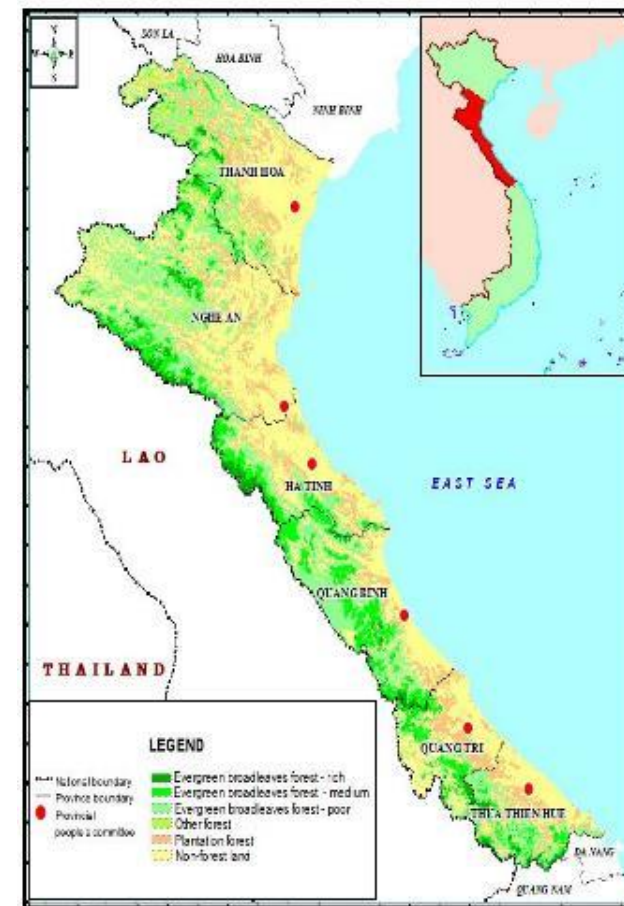 SON LA
HOA BINH
NINH BINH
THANH HOA
NGHE AN
LAO
HA TINH
EAST SEA
QUANG BINH
THAILAND
QUANG TRI
THUA THIEN HUE
DA NANG
QUANG NAM
LEGEND
National boundary
Province boundary
Provincial
people's committee
Evergreen broadleaves forest - rich
Evergreen broadleaves forest - medium
Evergreen broadleaves forest - poor
Other forest
Plantation forest
Non-forest land